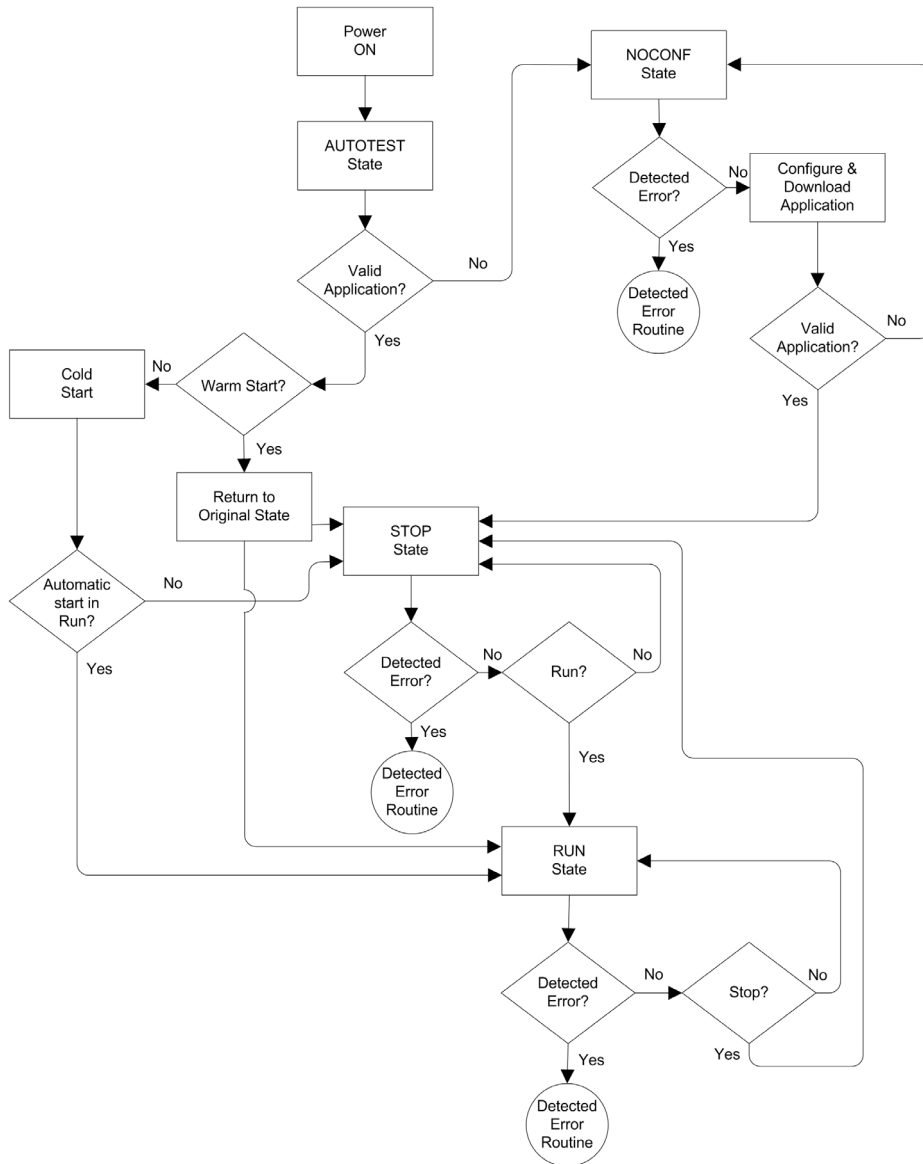 Power
ON
NOCONF
State
AUTOTEST
State
Detected
Error?
No
Configure &
Download
Application
Yes
Detected
Error
Routine
Valid
Application?
No
Yes
Valid
Application?
No
Yes
Cold
Start
No
Warm Start?
Yes
Return to
Original State
STOP
State
Automatic
start in
Run?
No
Yes
Detected
Error?
No
Run?
No
Yes
Yes
Detected
Error
Routine
RUN
State
Detected
Error?
No
Stop?
No
Yes
Yes
Detected
Error
Routine